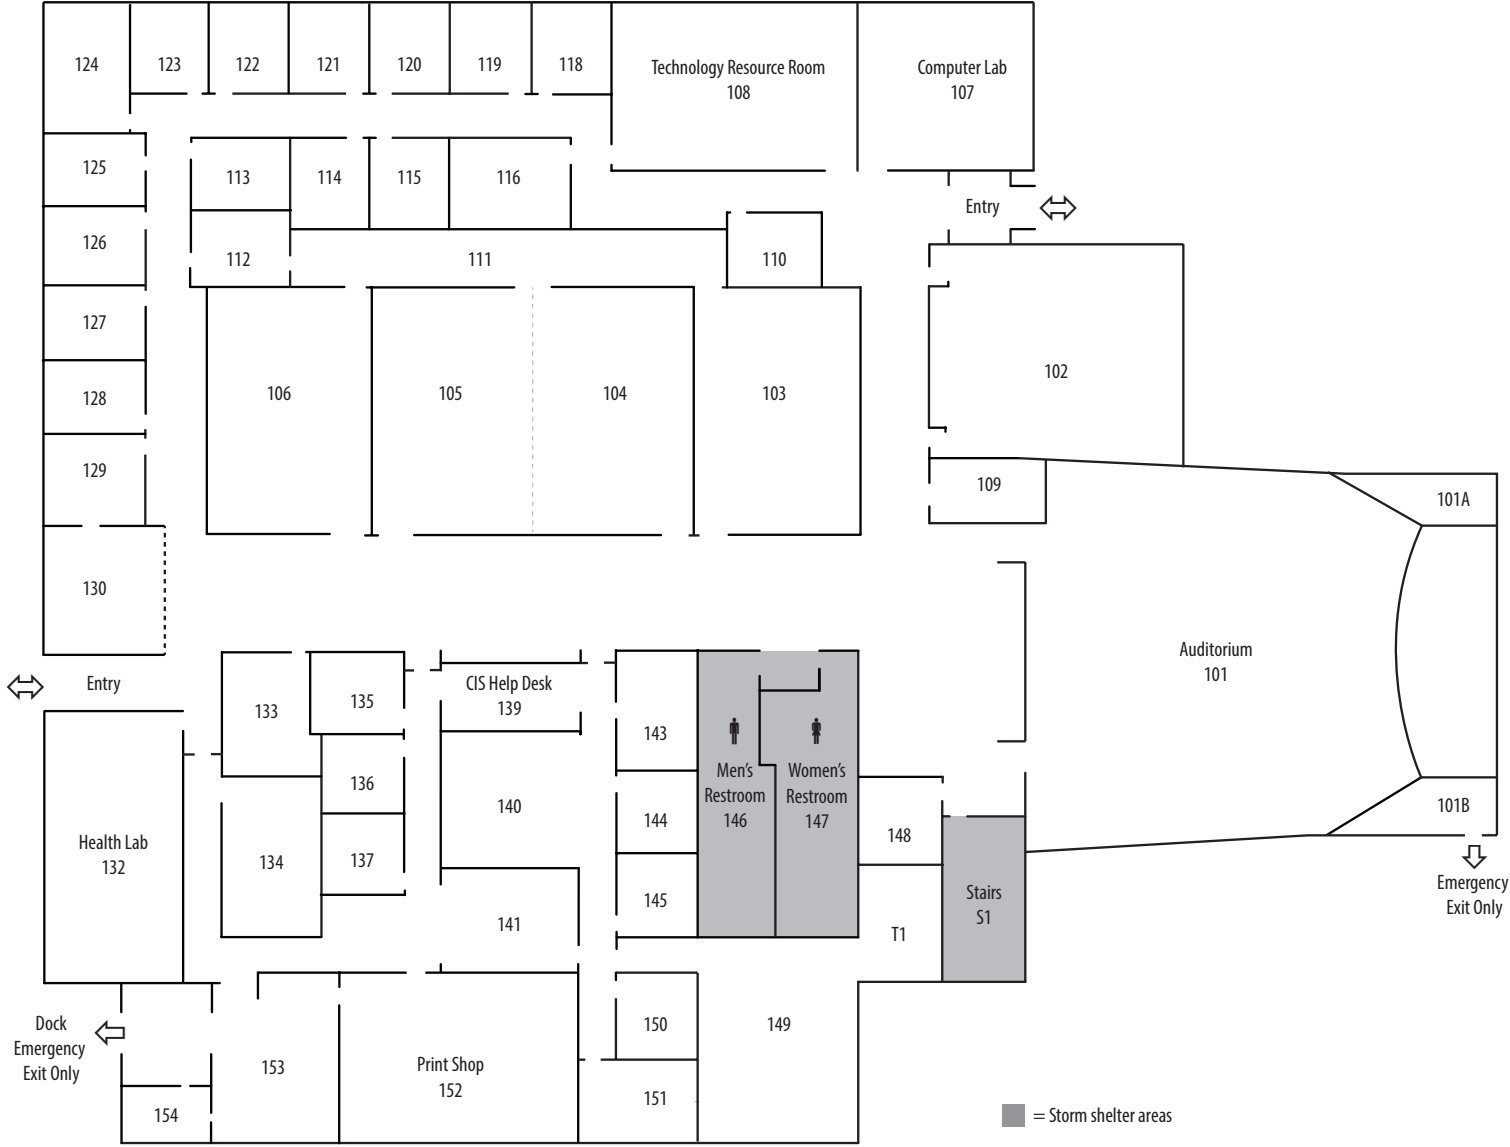 124
123
122
121
120
119
118
Technology Resource Room
108
Computer Lab
107
125
113
114
115
116
Entry
126
112
111
110
127
102
128
106
105
104
103
129
109
101A
130
Auditorium
101
Entry
133
135
CIS Help Desk
139
143
Men's
Restroom
146
Women's
Restroom
147
136
140
144
148
101B
Health Lab
132
134
137
Emergency
Exit Only
141
145
T1
Stairs
S1
Dock
Emergency
Exit Only
153
Print Shop
152
150
149
151
154
= Storm shelter areas